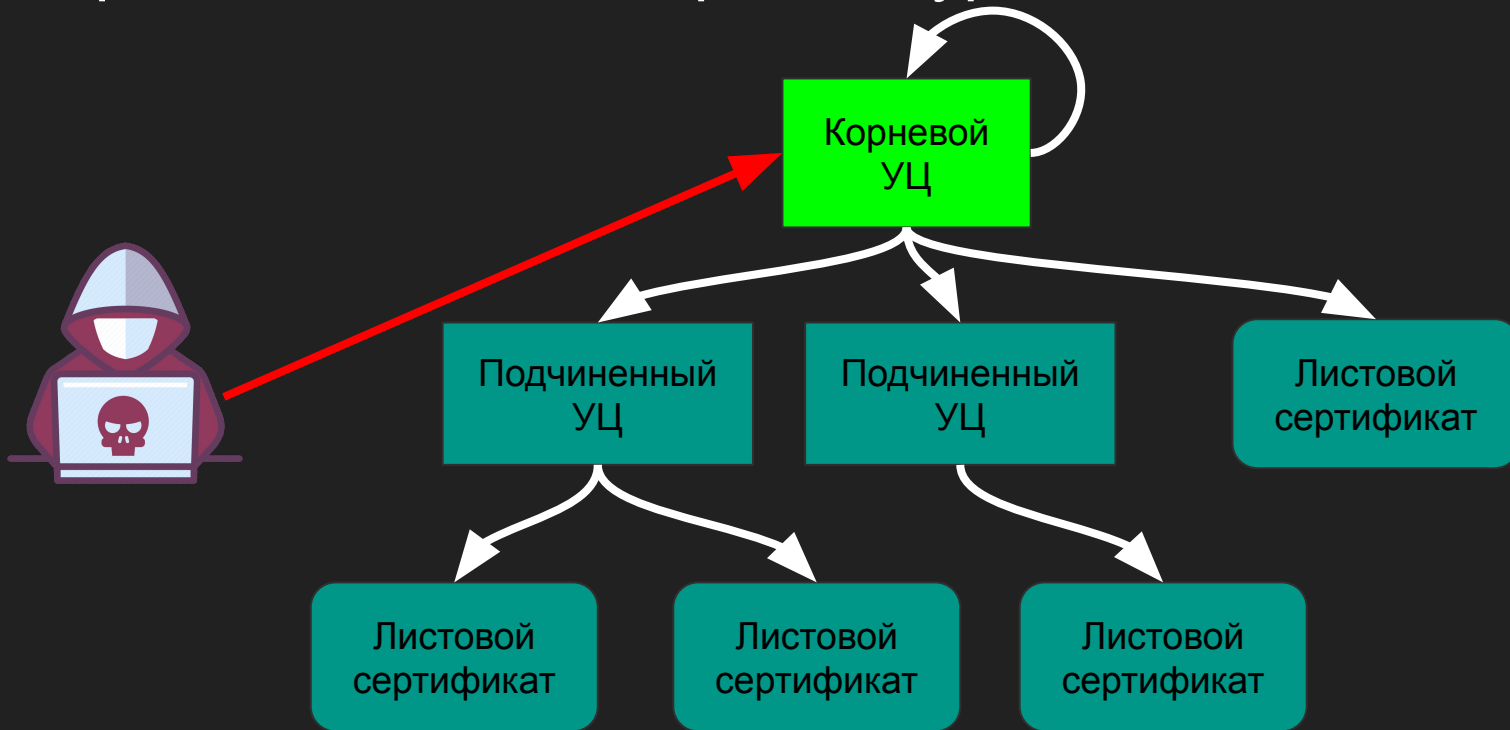 Корневой
УЦ
Подчиненный
УЦ
Подчиненный
УЦ
Листовой
сертификат
Листовой
сертификат
Листовой
сертификат
Листовой
сертификат